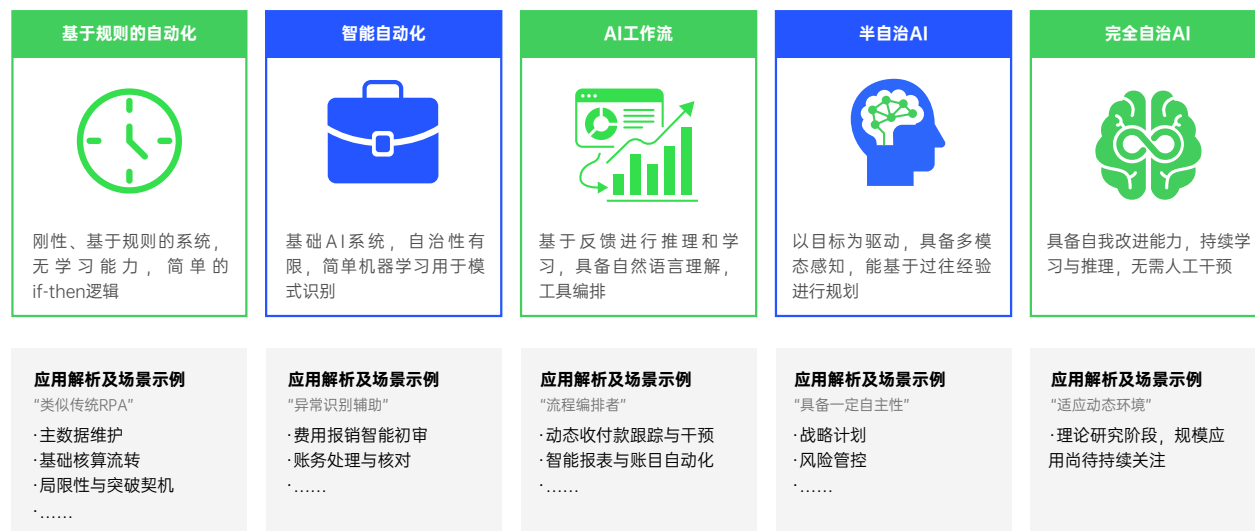 基于规则的自动化
刚性、基于规则的系统，
无学习能力，简单的
if-then逻辑
智能自动化
基础AI系统，自治性有
限，简单机器学习用于模
式识别
AI工作流
基于反馈进行推理和学
习，具备自然语言理解，
工具编排
半自治AI
以目标为驱动，具备多模
态感知，能基于过往经验
进行规划
完全自治AI
具备自我改进能力，持续学
习与推理，无需人工干预
应用解析及场景示例
“类似传统RPA”
·主数据维护
·基础核算流转
·局限性与突破契机
·……
应用解析及场景示例
“异常识别辅助”
·费用报销智能初审
·账务处理与核对
·……
应用解析及场景示例
“流程编排者”
·动态收付款跟踪与干预
·智能报表与账目自动化
·……
应用解析及场景示例
“具备一定自主性”
·战略计划
·风险管控
·……
应用解析及场景示例
“适应动态环境”
·理论研究阶段，规模应
用尚待持续关注